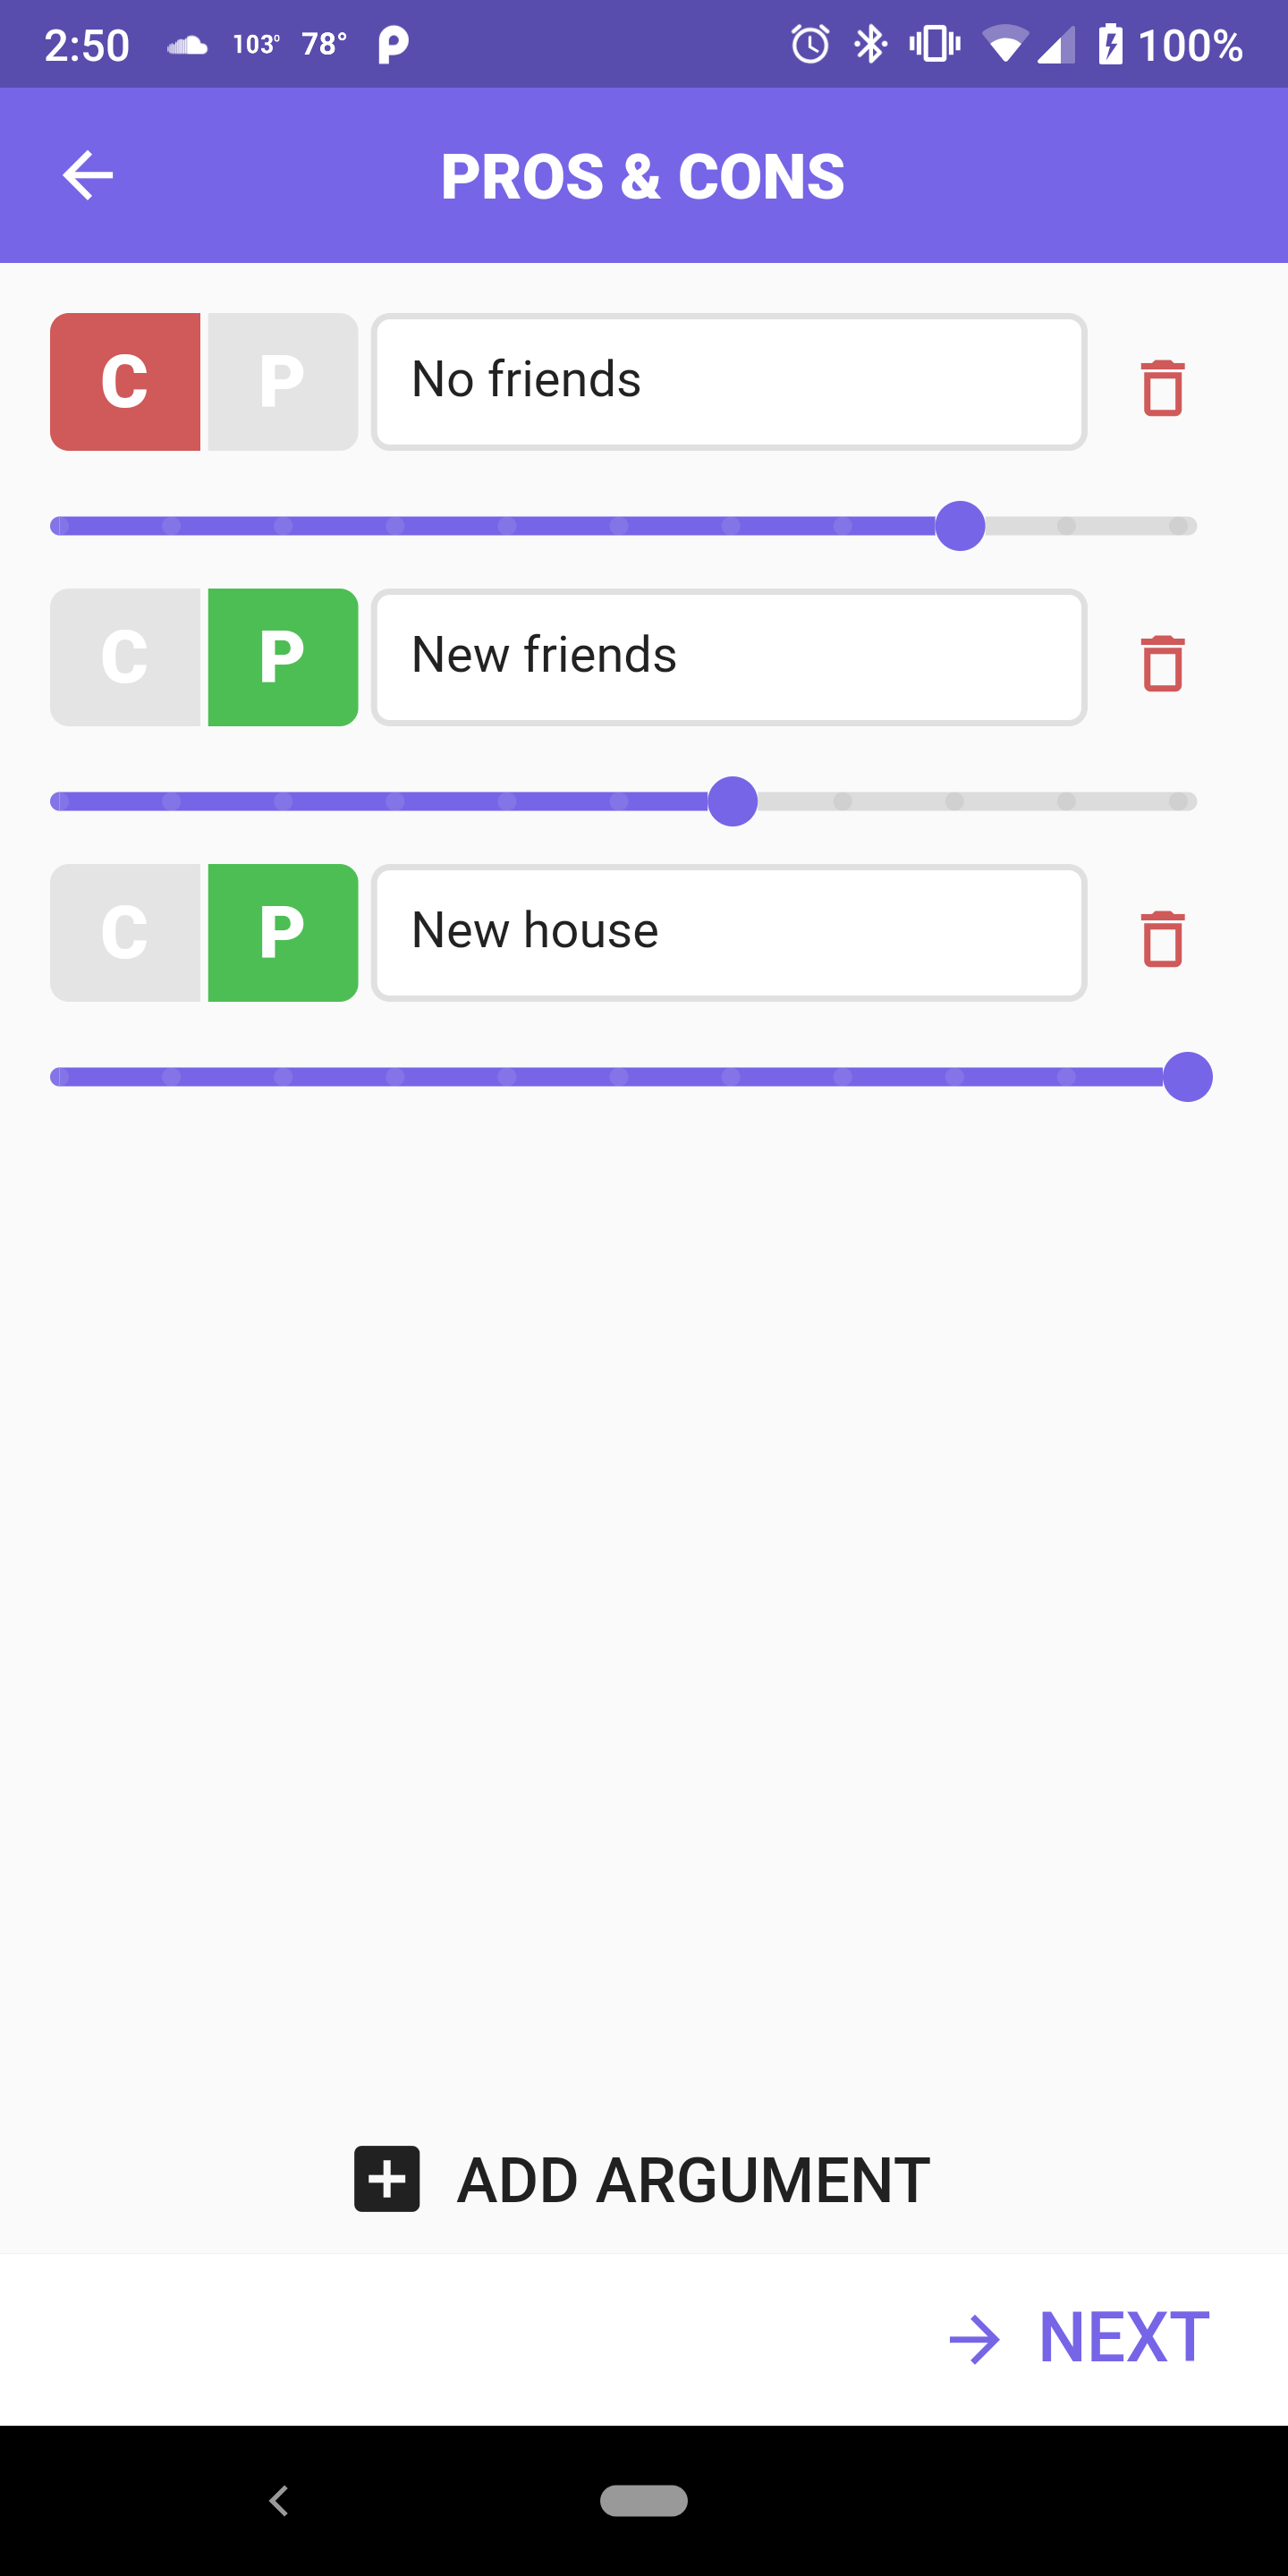 2:50 103° 78° 100%
PROS & CONS
C P No friends
C P New friends
C P New house
ADD ARGUMENT
NEXT